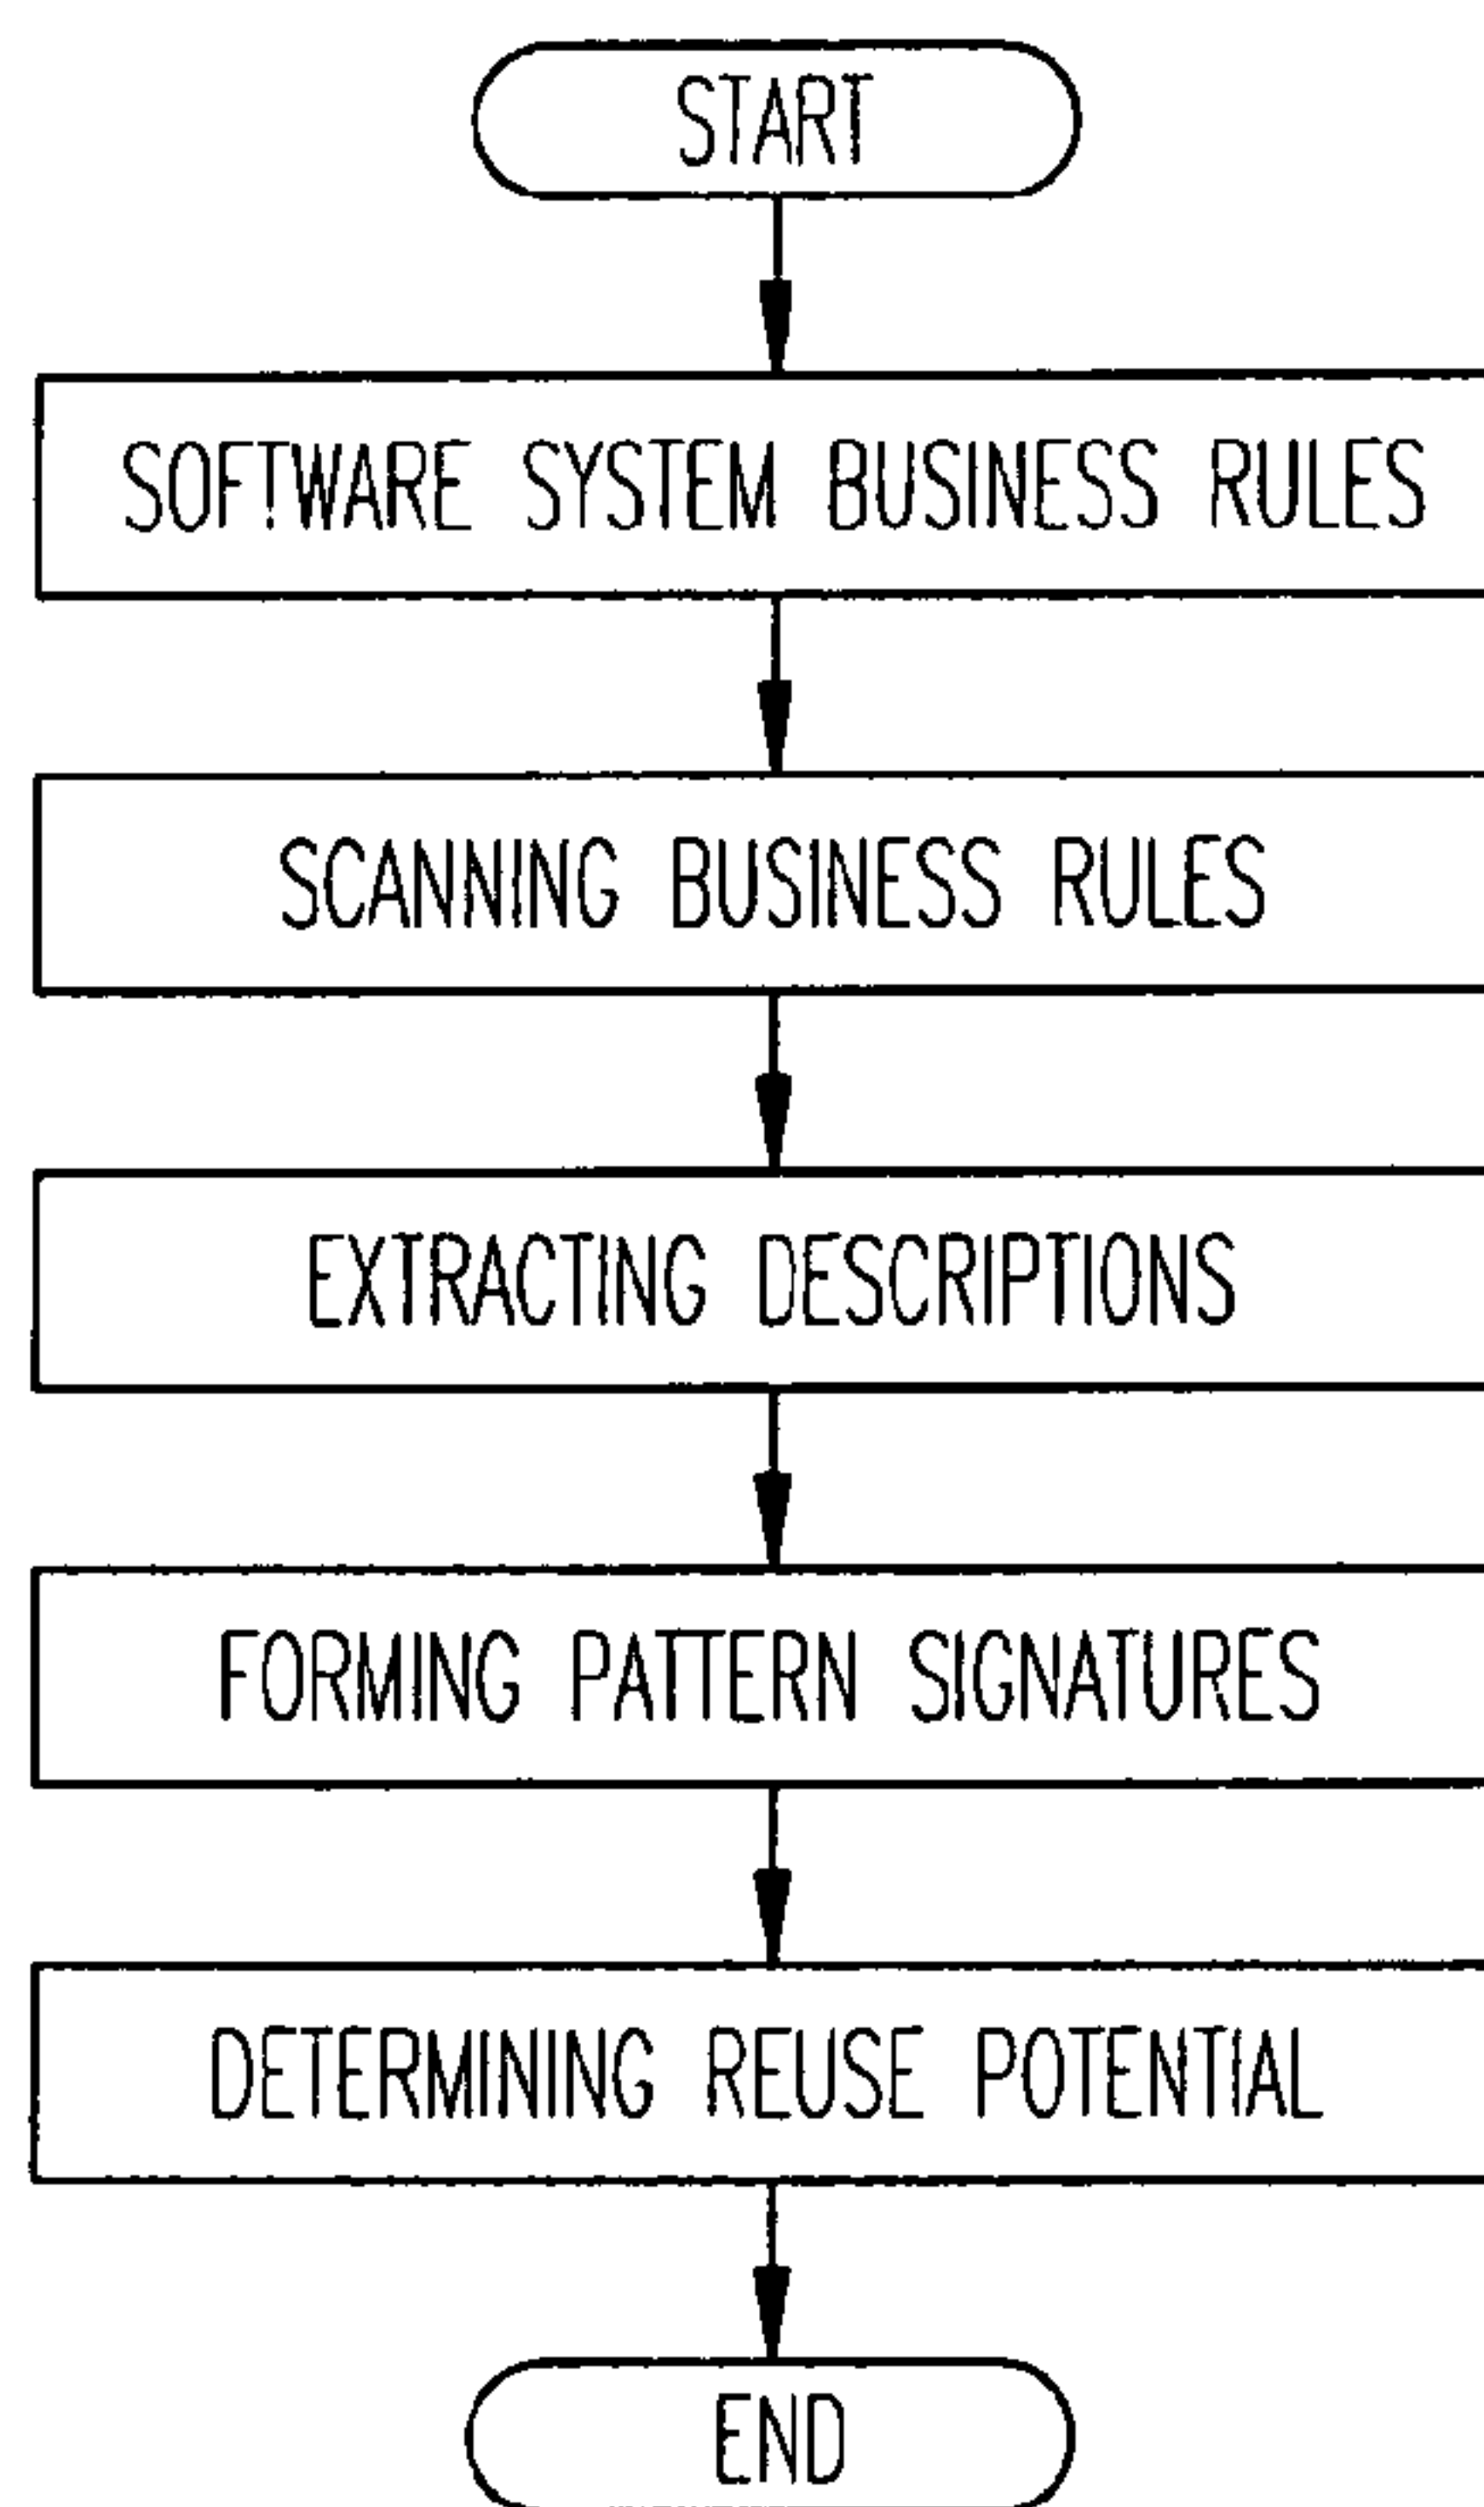 START
SOFTWARE SYSTEM BUSINESS RULES
SCANNING BUSINESS RULES
EXTRACTING DESCRIPTIONS
FORMING PATTERN SIGNATURES
DETERMINING REUSE POTENTIAL
END